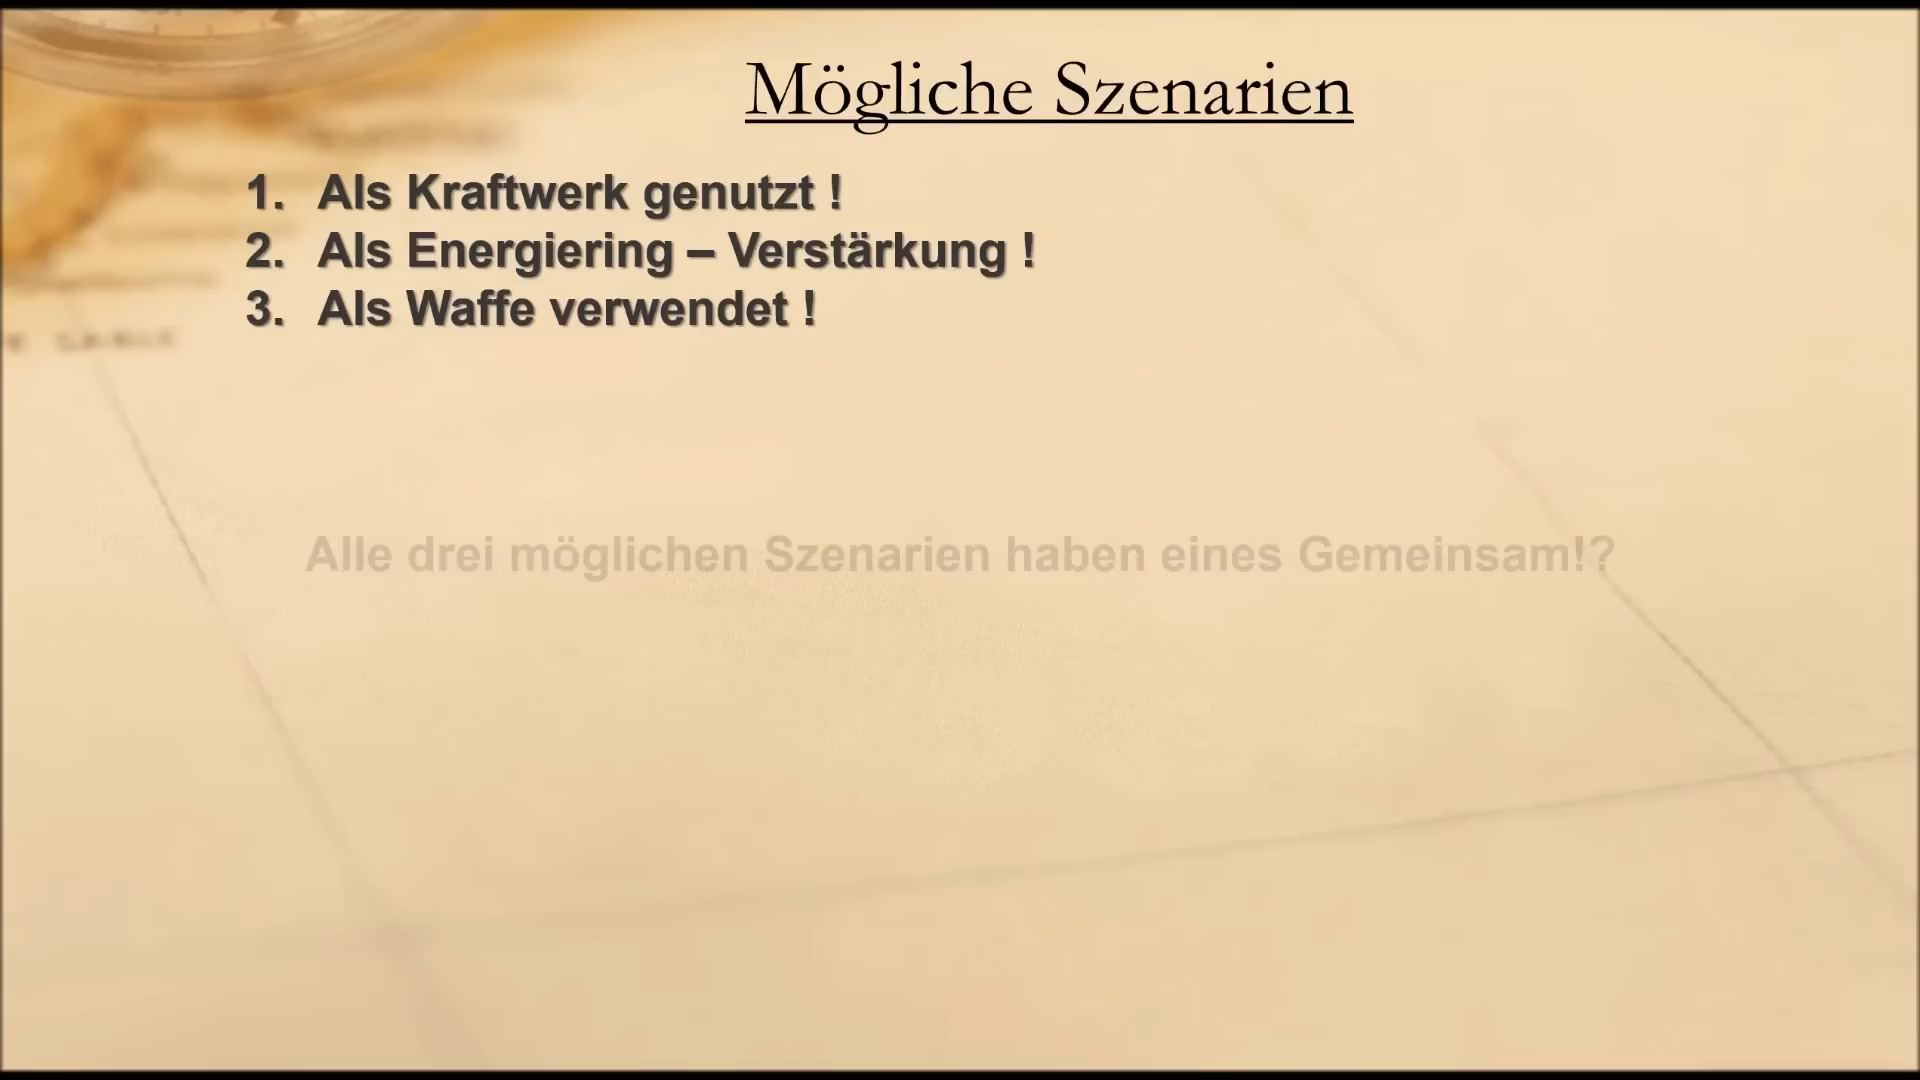 Mögliche Szenarien
1. Als Kraftwerk genutzt !
2. Als Energiering – Verstärkung !
3. Als Waffe verwendet !
Alle drei möglichen Szenarien haben eines Gemeinsam!?